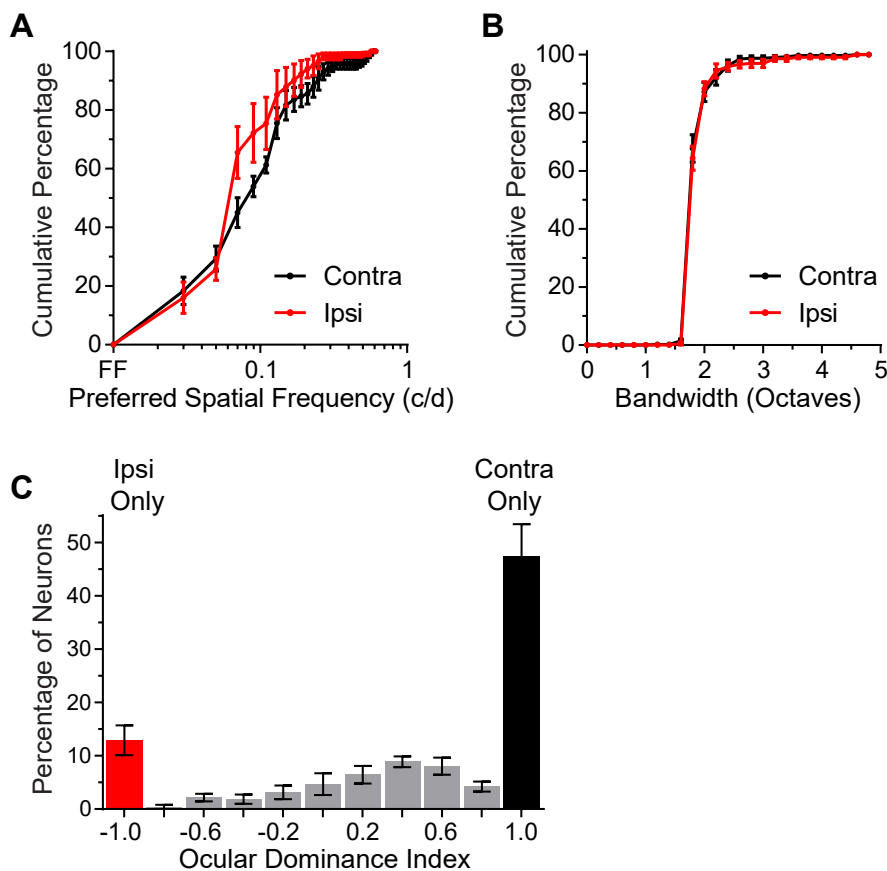 A
Cumulative Percentage
100
80
60
40
20
0
FF
0.1
1
Preferred Spatial Frequency (c/d)
Contra
Ipsi
B
Cumulative Percentage
100
80
60
40
20
0
0
1
2
3
4
5
Bandwidth (Octaves)
Contra
Ipsi
C
Ipsi
Only
Contra
Only
Percentage of Neurons
50
40
30
20
10
0
-1.0
-0.6
-0.2
0.2
0.6
1.0
Ocular Dominance Index